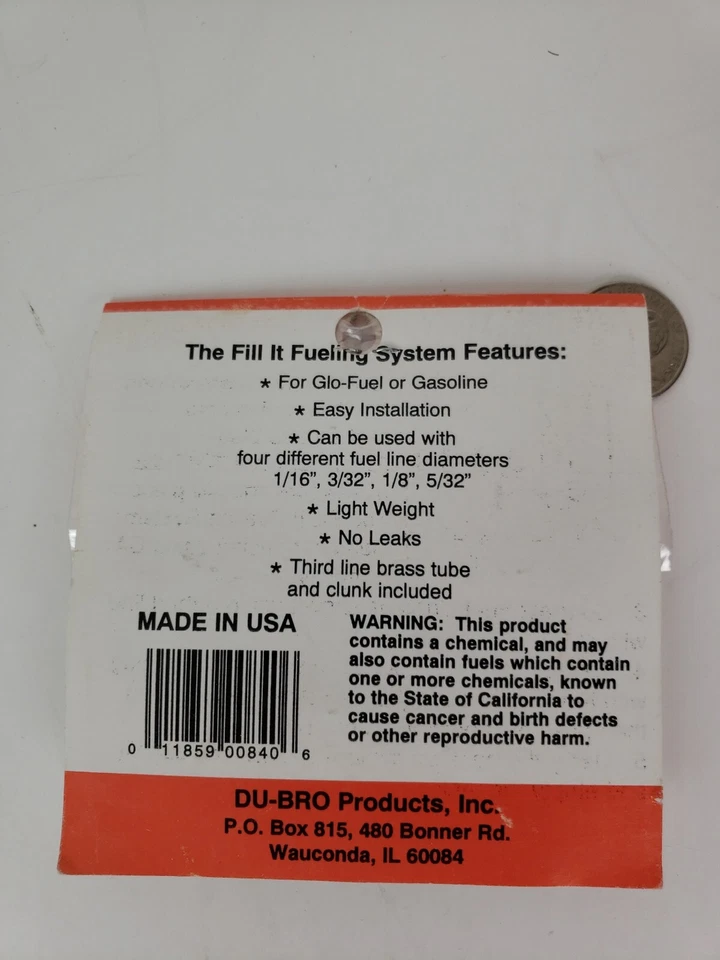 The Fill It Fueling System Features:
* For Glo-Fuel or Gasoline
* Easy Installation
* Can be used with
four different fuel line diameters
1/16", 3/32", 1/8", 5/32"
* Light Weight
* No Leaks
* Third line brass tube
and clunk included
MADE IN USA
0 11859 00840 6
WARNING: This product
contains a chemical, and may
also contain fuels which contain
one or more chemicals, known
to the State of California to
cause cancer and birth defects
or other reproductive harm.
DU-BRO Products, Inc.
P.O. Box 815, 480 Bonner Rd.
Wauconda, IL 60084